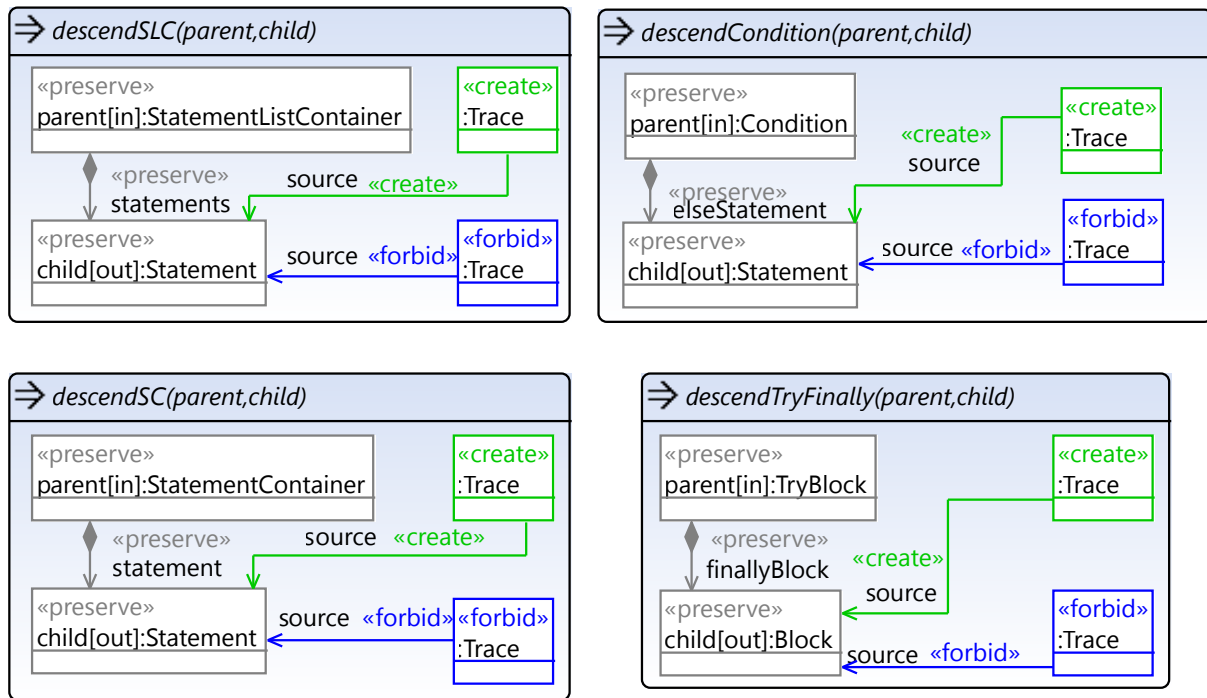 descendSLC(parent,child)
«preserve»
parent[in]:StatementListContainer
«create»
:Trace
«preserve»
statements
source «create»
«preserve»
child[out]:Statement
source «forbid»
«forbid»
:Trace
descendCondition(parent,child)
«preserve»
parent[in]:Condition
«create»
:Trace
«create»
source
«preserve»
elseStatement
«preserve»
child[out]:Statement
source «forbid»
«forbid»
:Trace
descendSC(parent,child)
«preserve»
parent[in]:StatementContainer
«create»
:Trace
«preserve»
statement
source «create»
«preserve»
child[out]:Statement
source «forbid»
«forbid»
:Trace
descendTryFinally(parent,child)
«preserve»
parent[in]:TryBlock
«create»
:Trace
«preserve»
finallyBlock
«create»
source
«preserve»
child[out]:Block
source «forbid»
«forbid»
:Trace